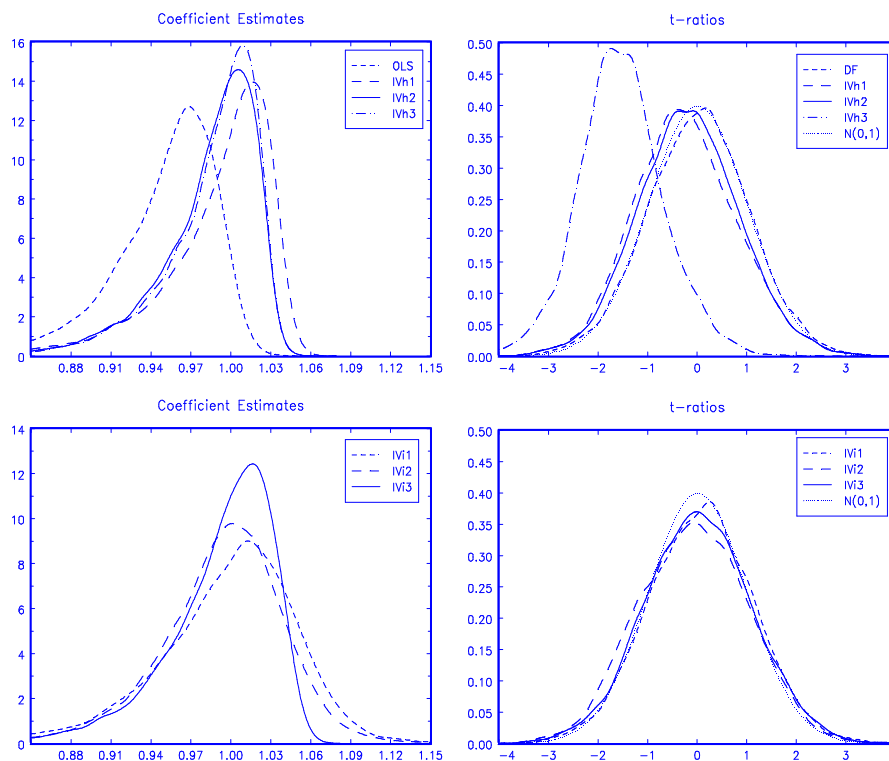 Coefficient Estimates
16
14
12
10
8
6
4
2
0
0.88 0.91 0.94 0.97 1.00 1.03 1.06 1.09 1.12 1.15
OLS
IVh1
IVh2
IVh3
t-ratios
0.50
0.45
0.40
0.35
0.30
0.25
0.20
0.15
0.10
0.05
0.00
-4 -3 -2 -1 0 1 2 3
DF
IVh1
IVh2
IVh3
N(0,1)
Coefficient Estimates
14
12
10
8
6
4
2
0
0.88 0.91 0.94 0.97 1.00 1.03 1.06 1.09 1.12 1.15
IVi1
IVi2
IVi3
t-ratios
0.50
0.45
0.40
0.35
0.30
0.25
0.20
0.15
0.10
0.05
0.00
-4 -3 -2 -1 0 1 2 3
IVi1
IVi2
IVi3
N(0,1)